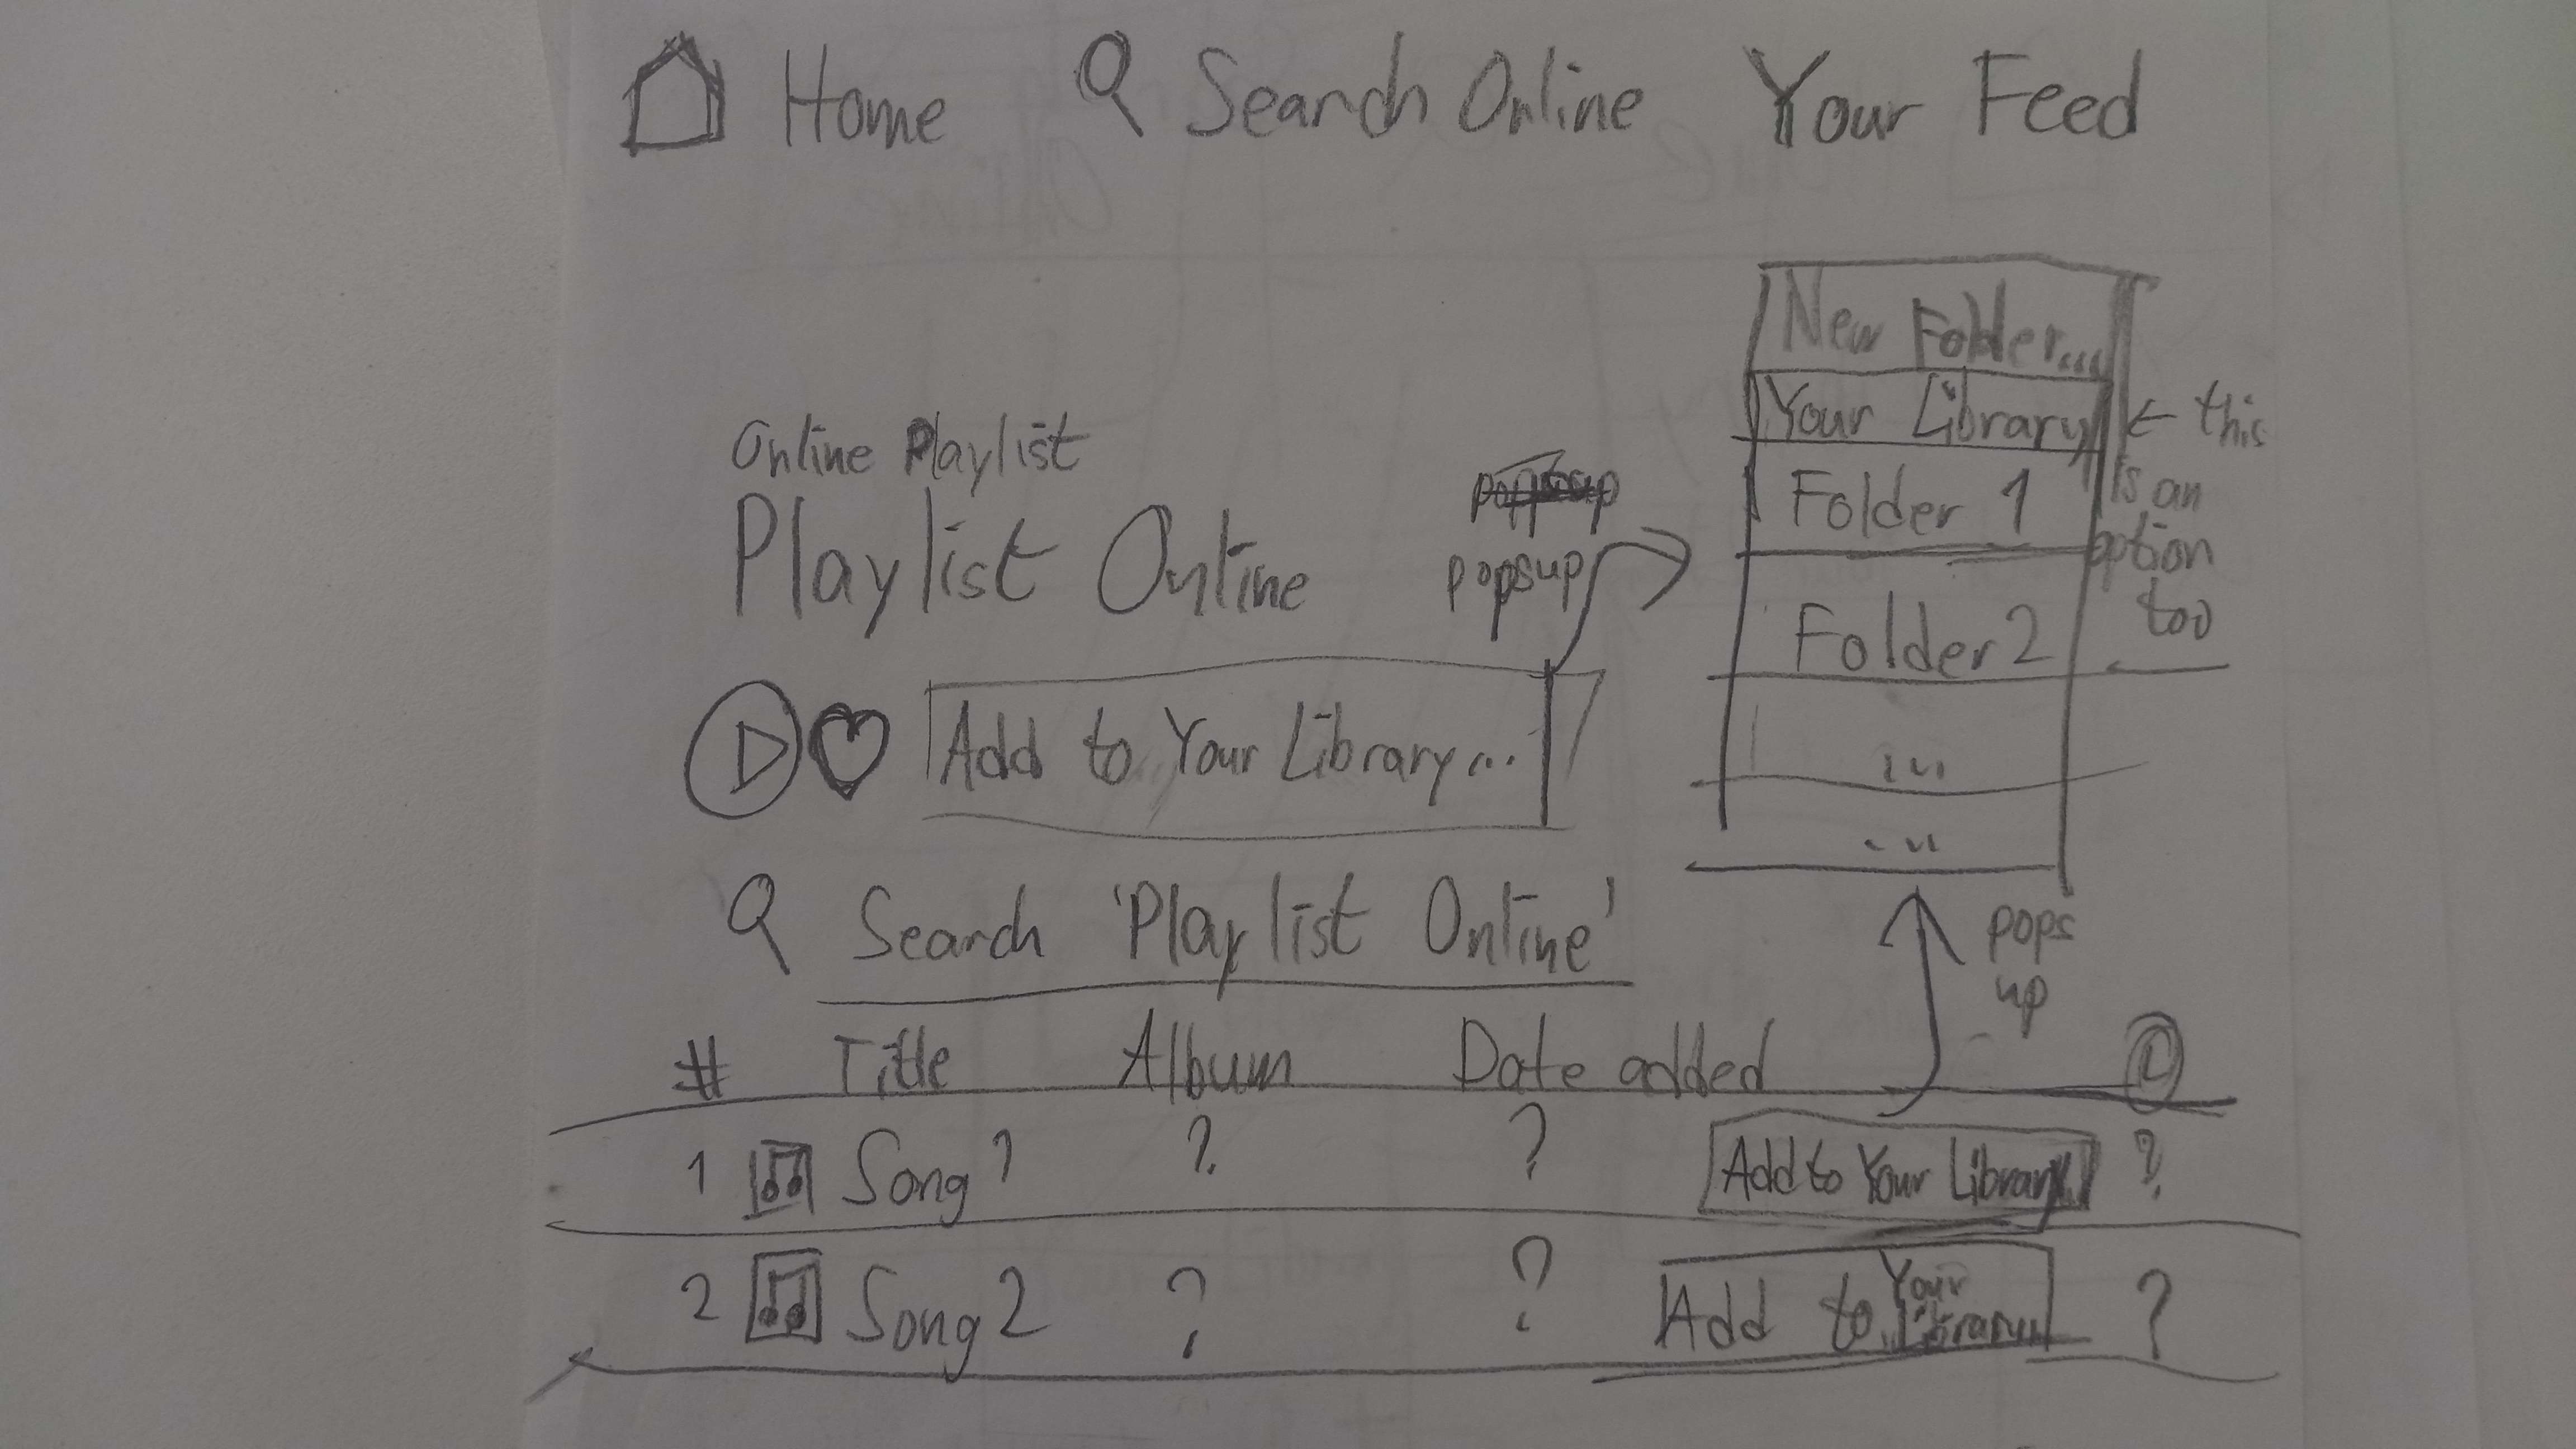 Home Search Online Your Feed
New Folder...
Your Library ← this
is an
option
too
Folder 1
Folder 2
...
...
Online Playlist
Playlist Online
popsup
Add to Your Library...
Search 'Playlist Online'
pops
up
# Title Album Date added
1 Song 1 ? ? Add to Your Library... ?
2 Song 2 ? ? Add to Your Library... ?